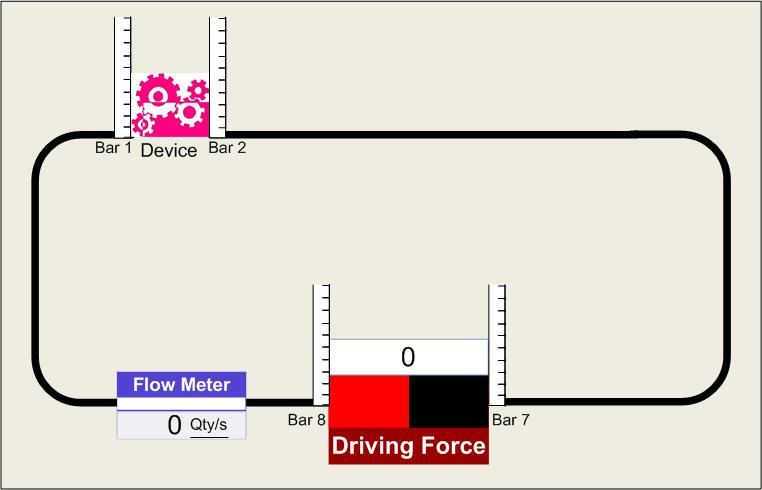 Bar 1
Device
Bar 2
Flow Meter
0 Qty/s
0
Bar 8
Bar 7
Driving Force